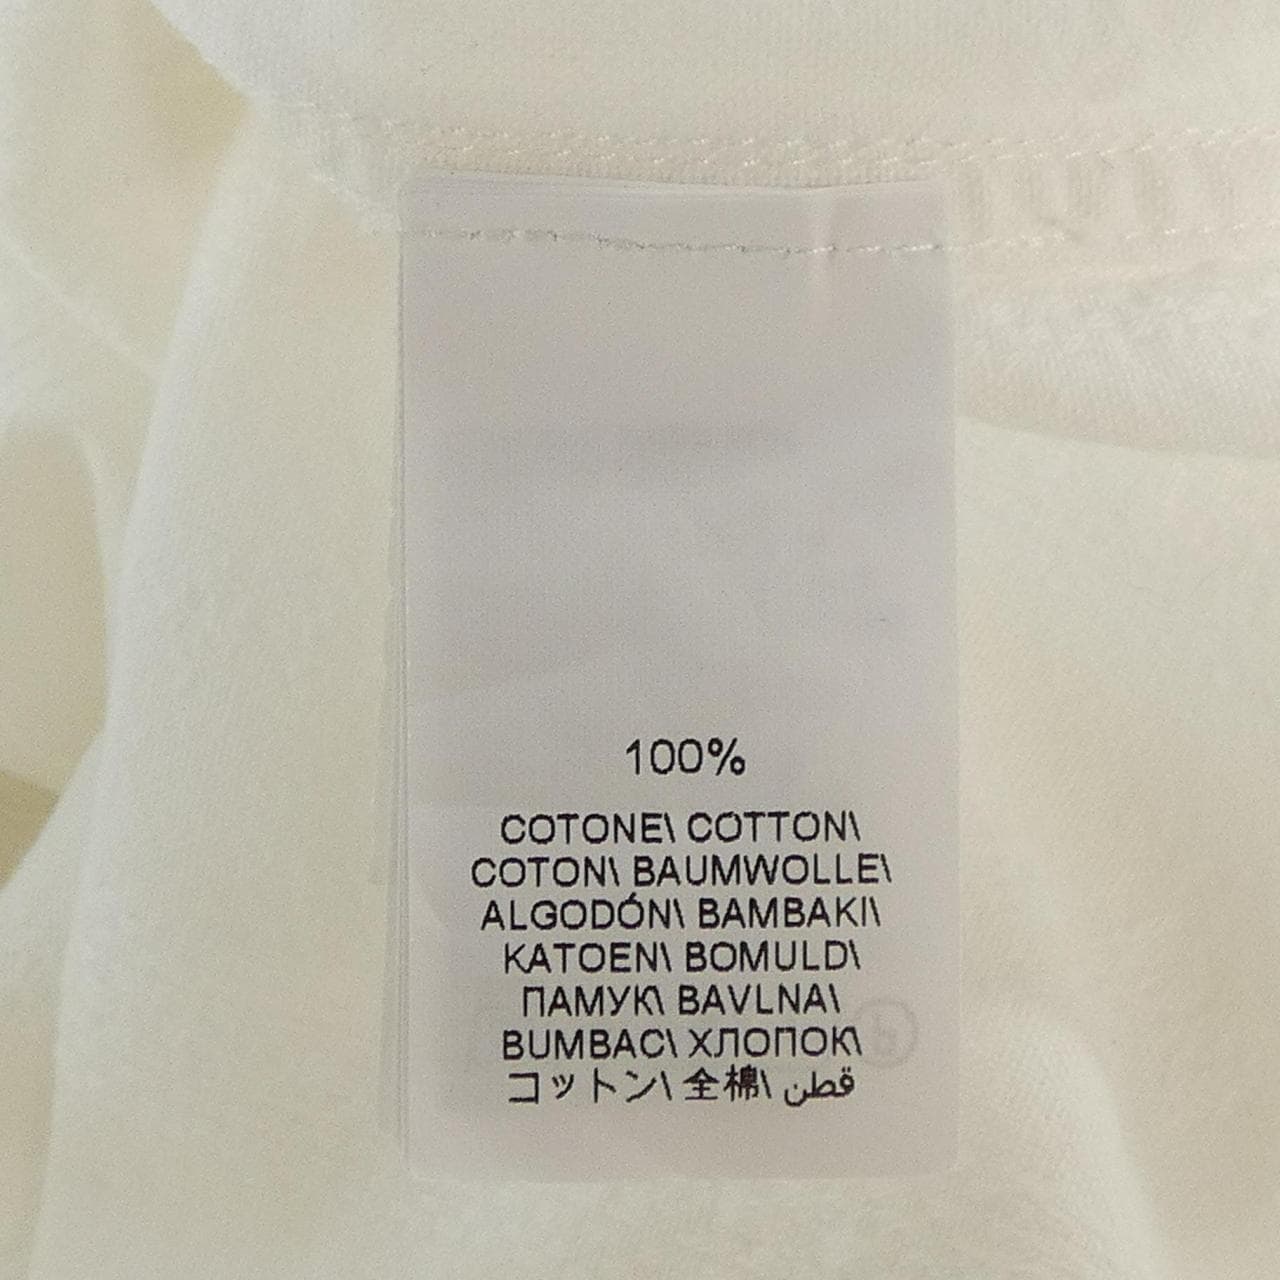 100%
COTONE\ COTTON\
COTON\ BAUMWOLLE\
ALGODÓN\ BAMBAKI\
KATOEN\ BOMULD\
ПАМУК\ BAVLNA\
BUMBAC\ ХЛОПОК\
コットン\ 全棉\ قطن